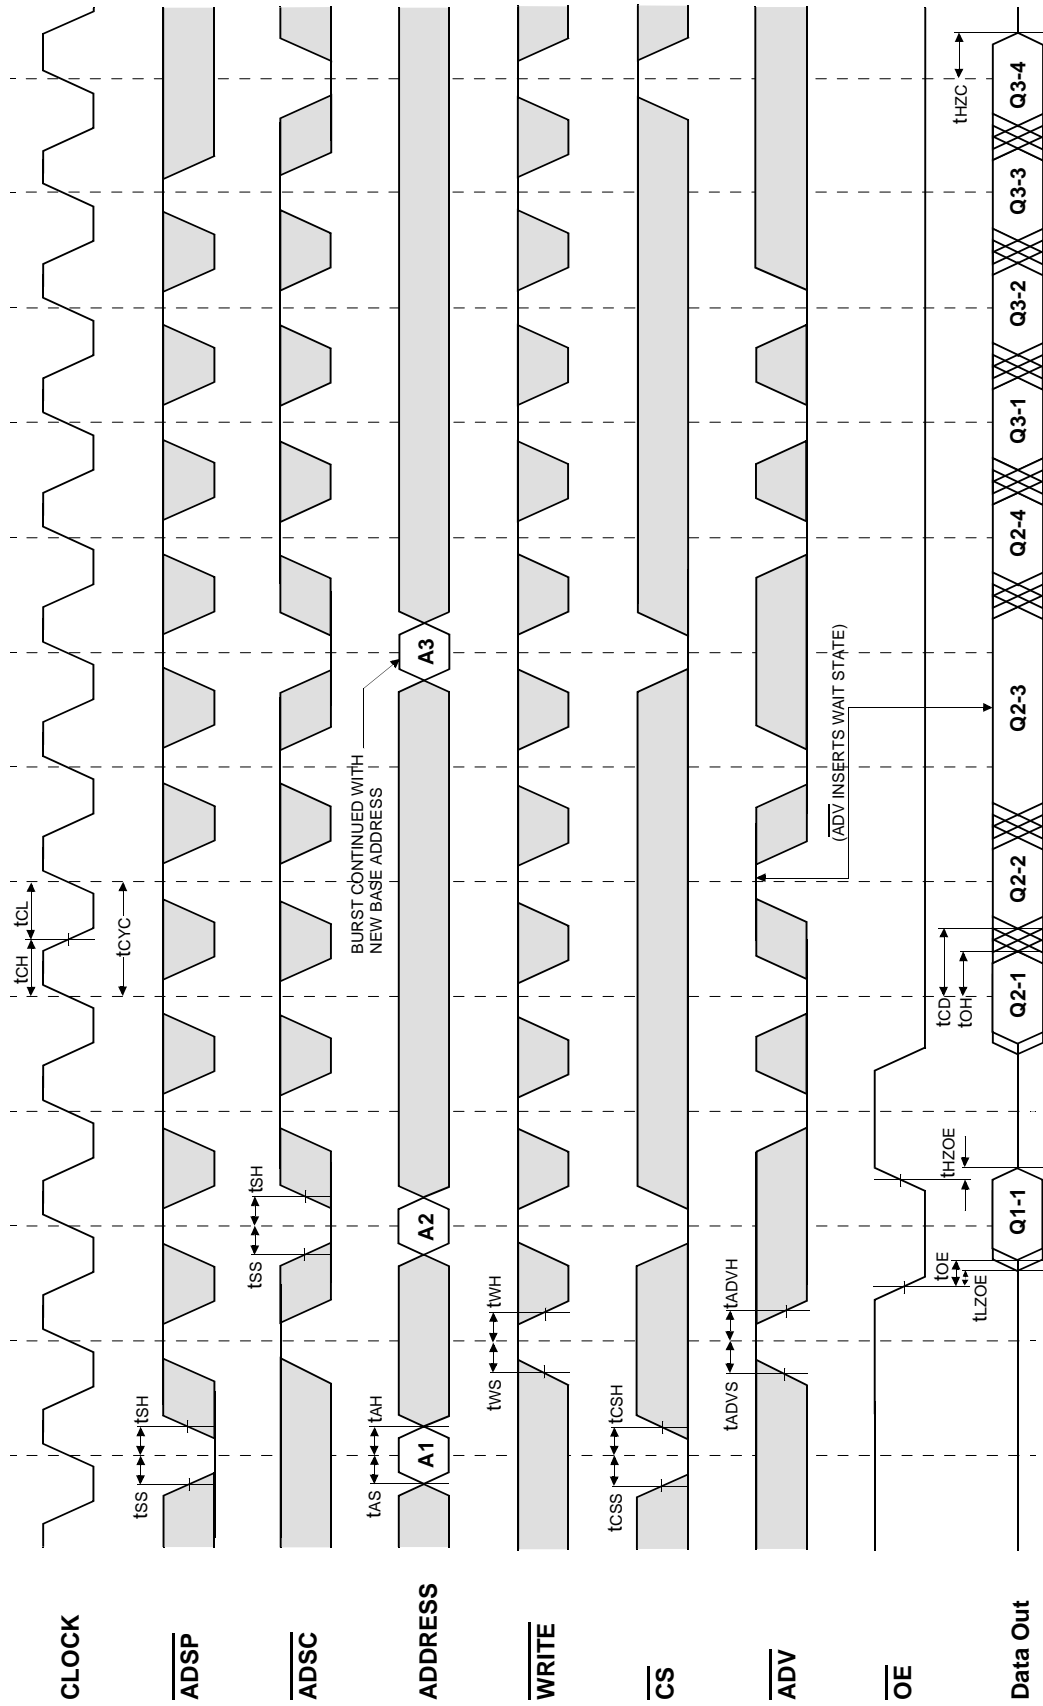 CLOCK
tCH
tCL
tCYC
ADSP
tSS
tSH
ADSC
tSS
tSH
ADDRESS
tAS
tAH
A1
A2
A3
BURST CONTINUED WITH
NEW BASE ADDRESS
WRITE
tWS
tWH
CS
tCSS
tCSH
ADV
tADVS
tADVH
(ADV INSERTS WAIT STATE)
OE
tOE
tLZOE
tHZOE
tCD
tOH
tHZC
Data Out
Q1-1
Q2-1
Q2-2
Q2-3
Q2-4
Q3-1
Q3-2
Q3-3
Q3-4